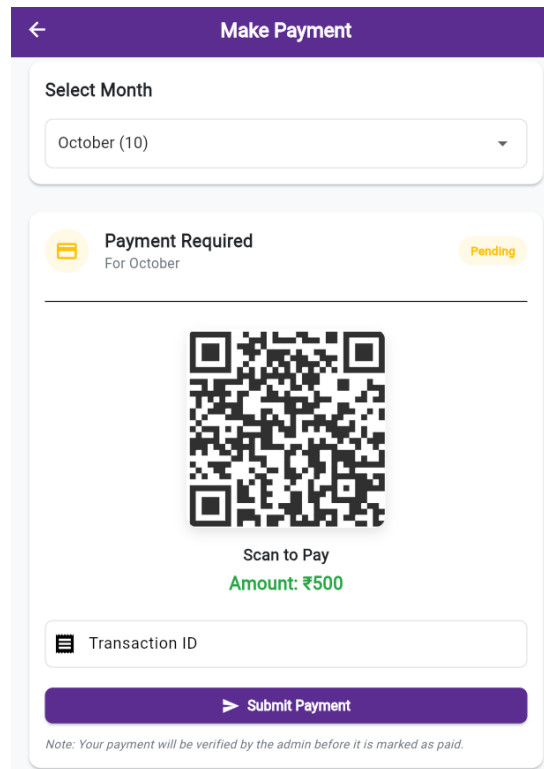 Make Payment
Select Month
October (10)
Payment Required
For October
Pending
Scan to Pay
Amount: ₹500
Transaction ID
Submit Payment
Note: Your payment will be verified by the admin before it is marked as paid.